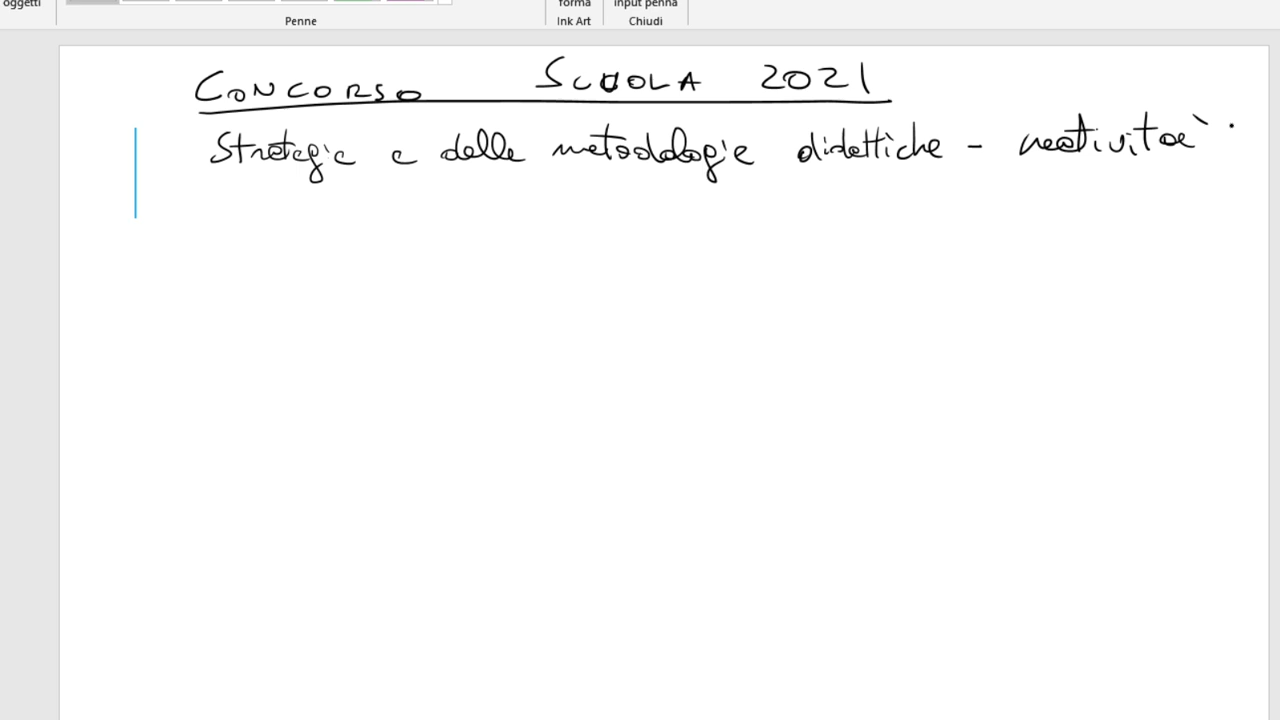 oggetti
Penne
forma
Ink Art
input penna
Chiudi
CONCORSO SCUOLA 2021
Strategie e delle metodologie didattiche - creatività.